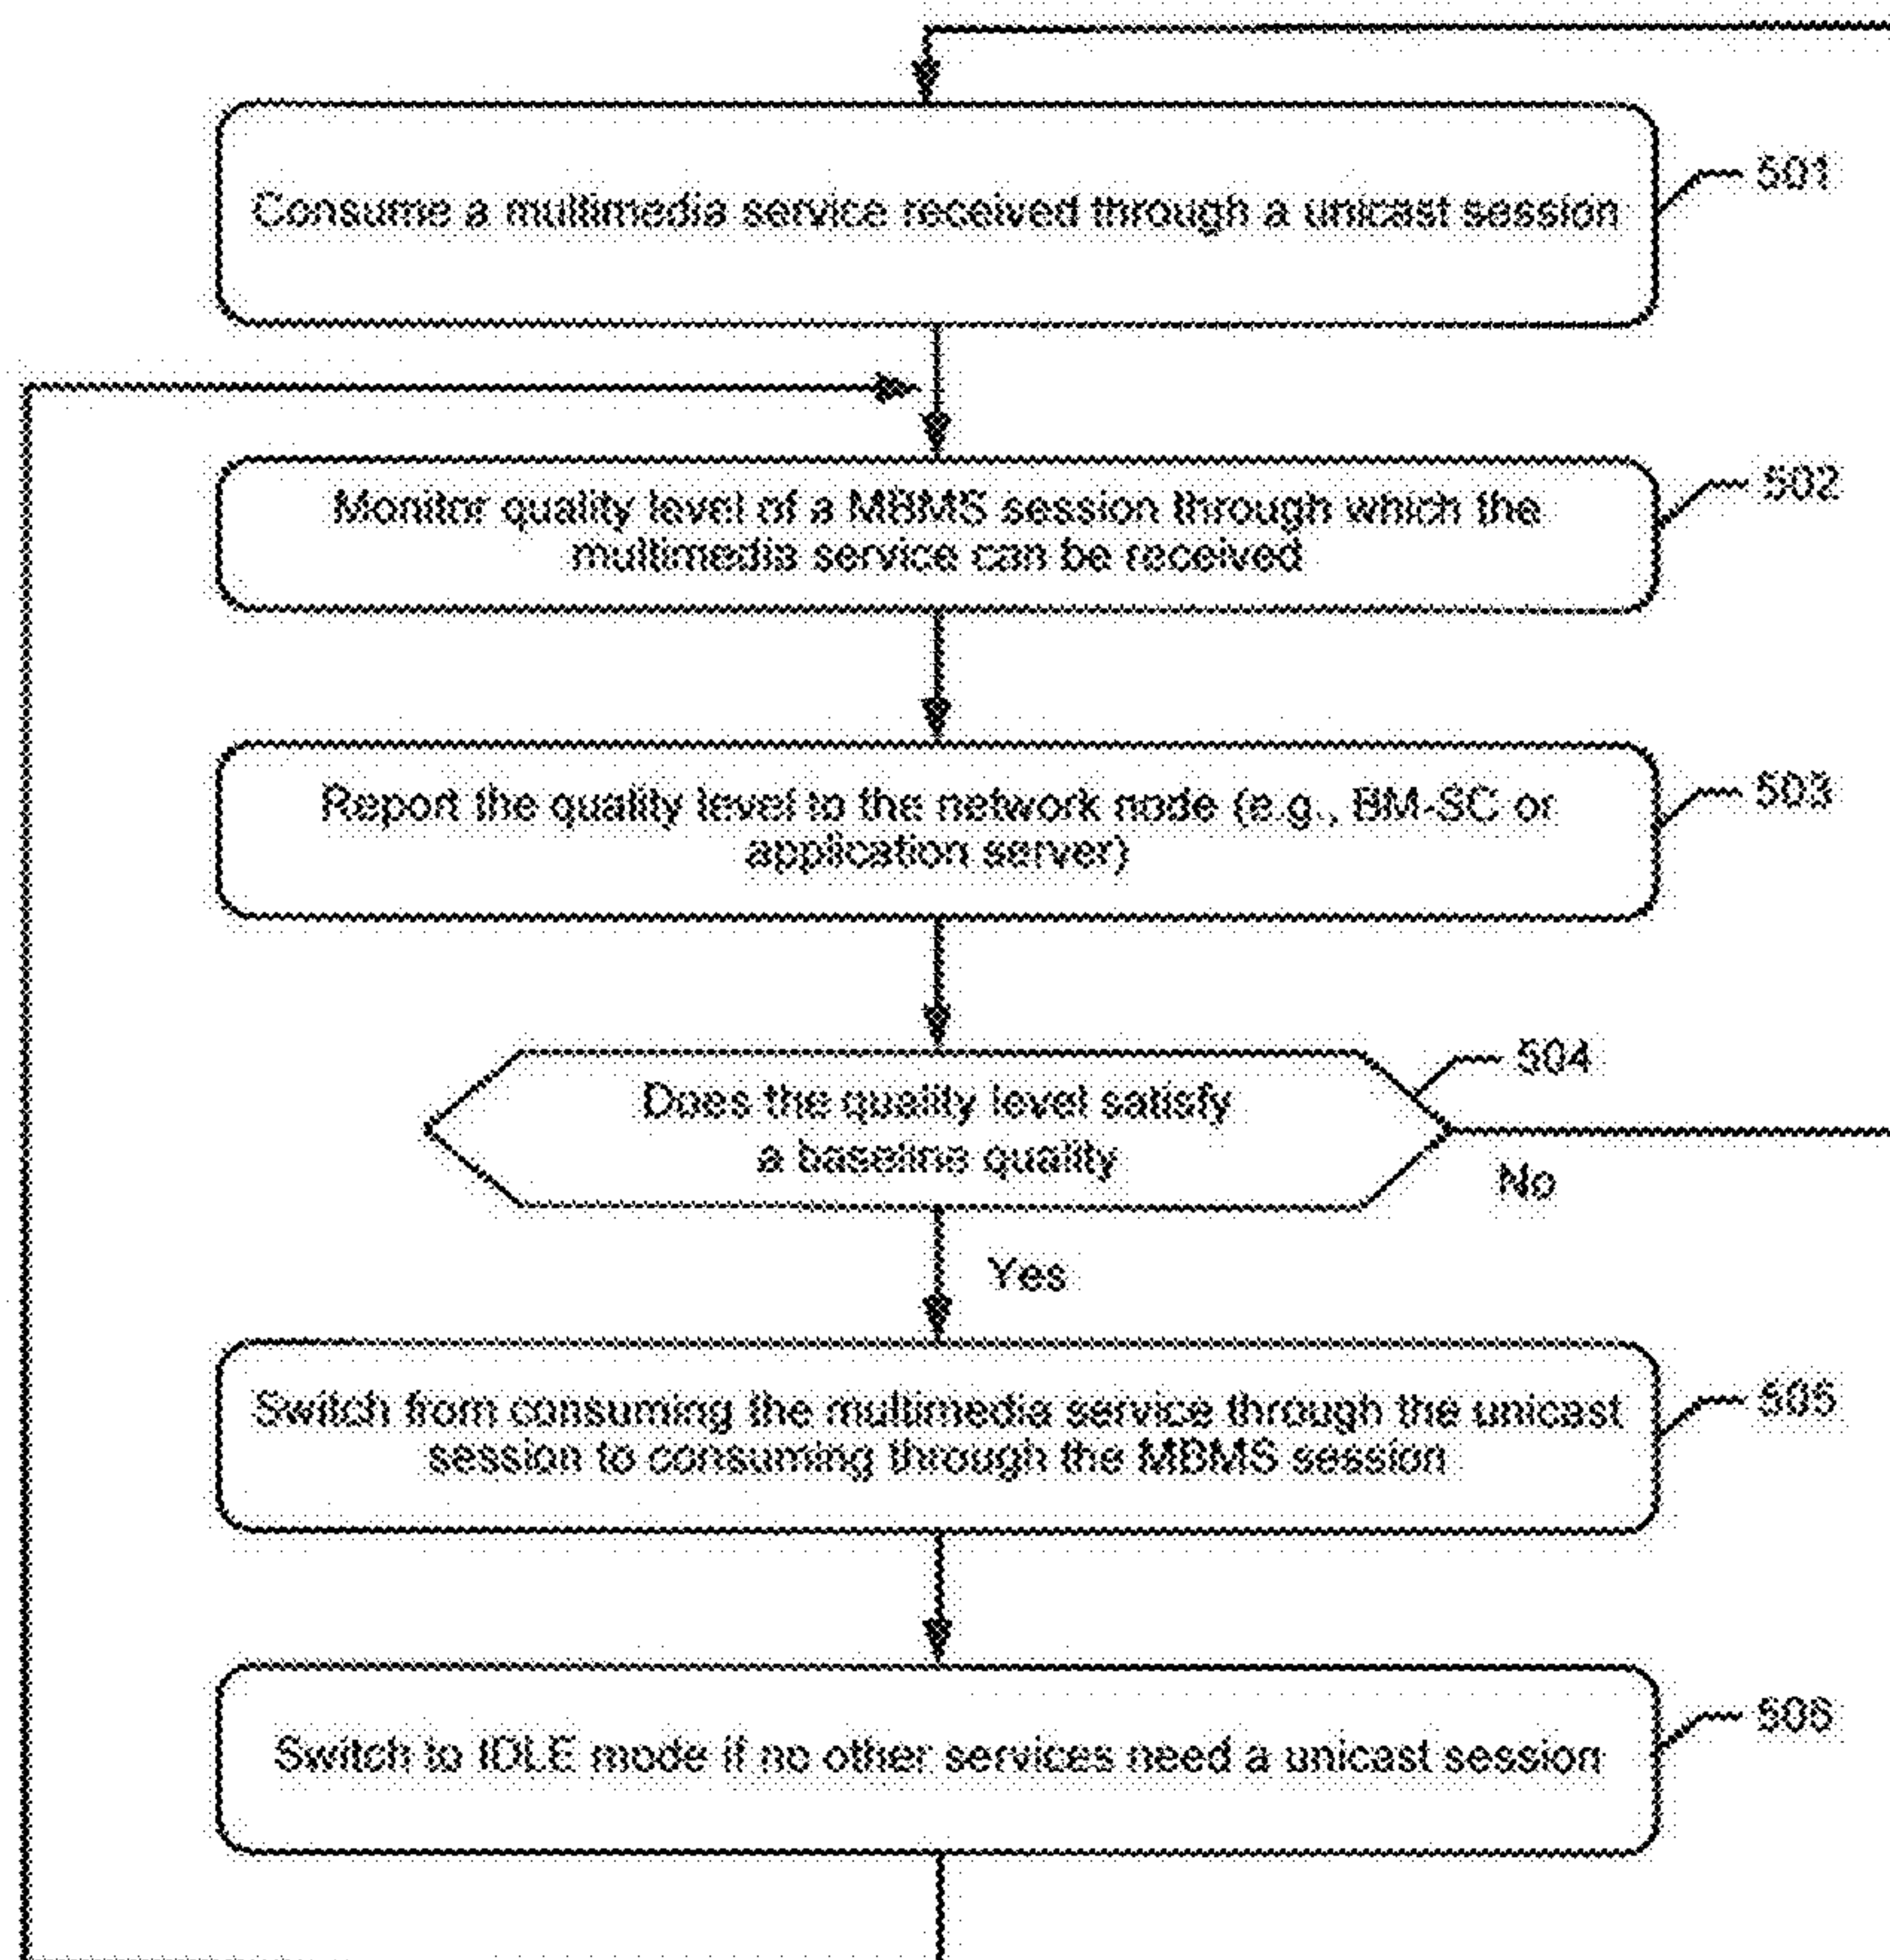 Consume a multimedia service received through a unicast session
501
Monitor quality level of a MBMS session through which the
multimedia service can be received
502
Report the quality level to the network node (e.g., BM-SC or
application server)
503
Does the quality level satisfy
a baseline quality
504
No
Yes
Switch from consuming the multimedia service through the unicast
session to consuming through the MBMS session
505
Switch to IDLE mode if no other services need a unicast session
506